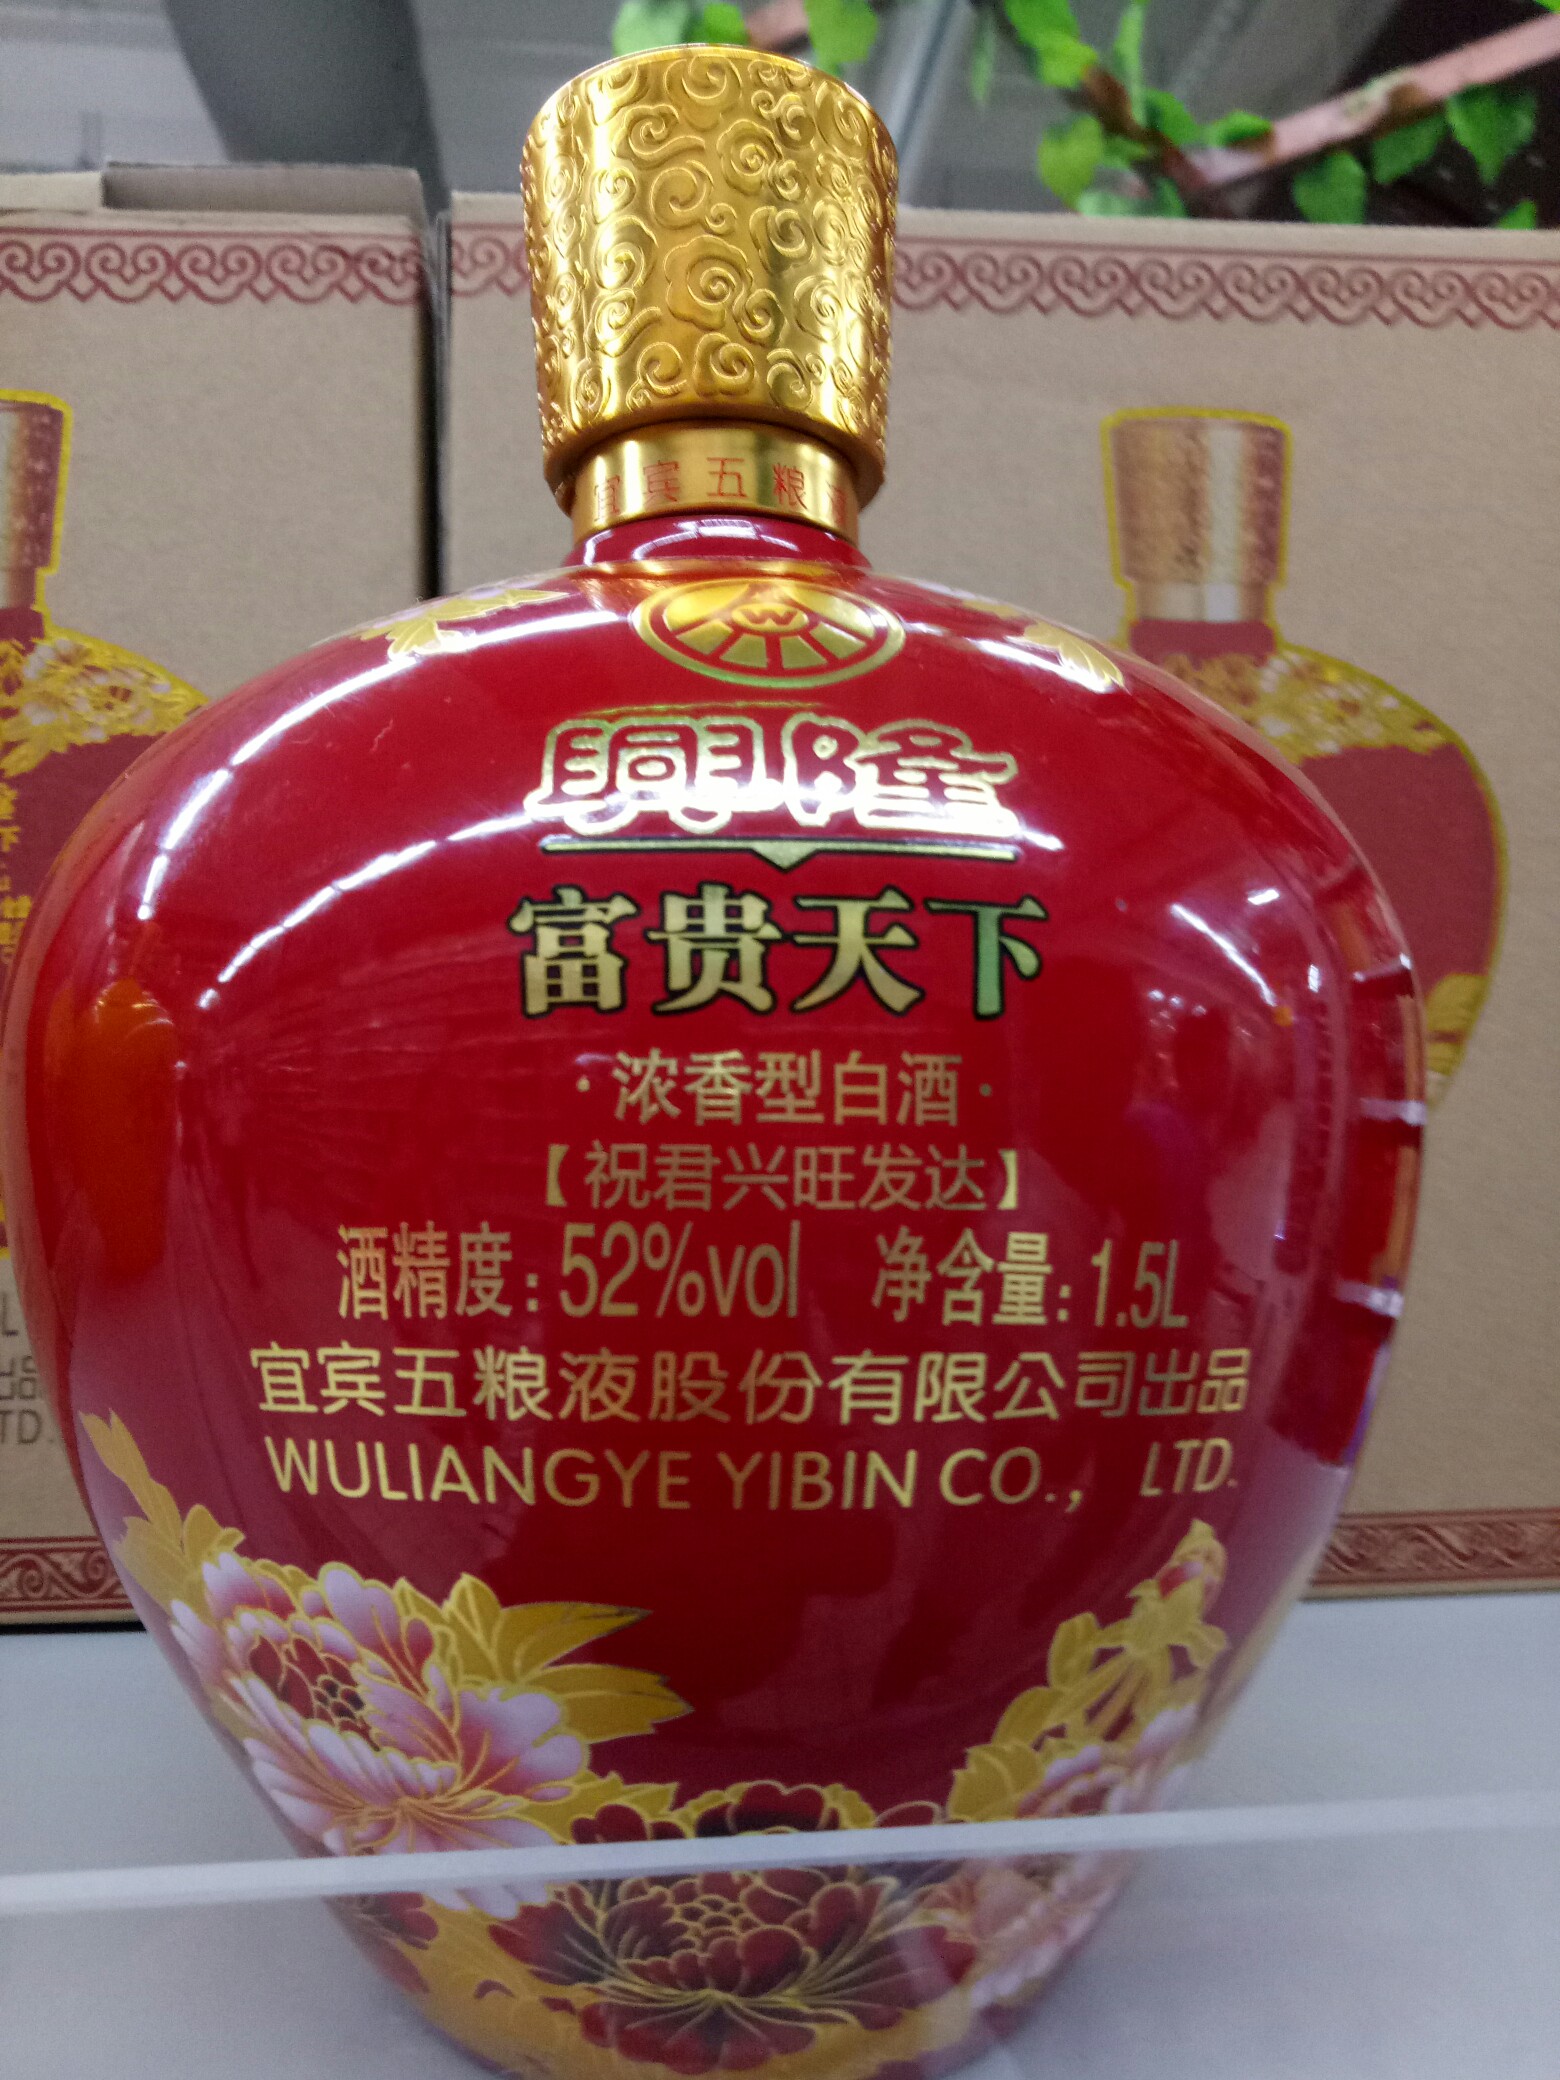 宜宾五粮
W
興隆
富贵天下
·浓香型白酒·
【祝君兴旺发达】
酒精度:52%vol 净含量:1.5L
宜宾五粮液股份有限公司出品
WULIANGYE YIBIN CO., LTD.